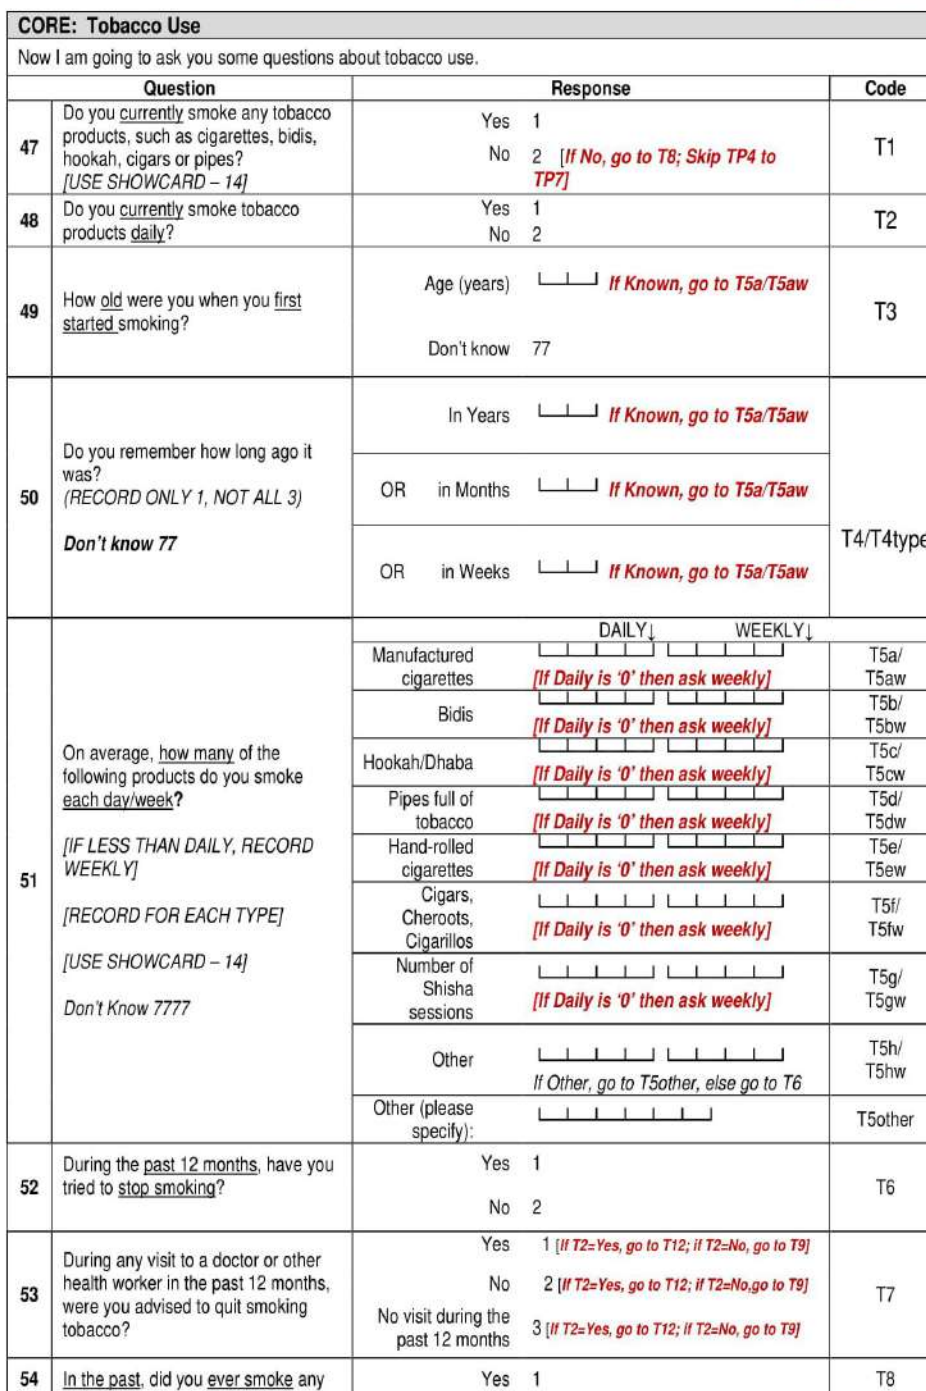 CORE: Tobacco Use
Now I am going to ask you some questions about tobacco use.
Question Response Code
47 Do you currently smoke any tobacco products, such as cigarettes, bidis, hookah, cigars or pipes?
[USE SHOWCARD – 14]
Yes 1
No 2 [If No, go to T8; Skip TP4 to TP7]
T1
48 Do you currently smoke tobacco products daily?
Yes 1
No 2
T2
49 How old were you when you first started smoking?
Age (years) If Known, go to T5a/T5aw
Don't know 77
T3
50 Do you remember how long ago it was?
(RECORD ONLY 1, NOT ALL 3)
Don't know 77
In Years If Known, go to T5a/T5aw
OR in Months If Known, go to T5a/T5aw
OR in Weeks If Known, go to T5a/T5aw
T4/T4type
51 On average, how many of the following products do you smoke each day/week?
[IF LESS THAN DAILY, RECORD WEEKLY]
[RECORD FOR EACH TYPE]
[USE SHOWCARD – 14]
Don't Know 7777
DAILY↓ WEEKLY↓
Manufactured cigarettes [If Daily is ‘0’ then ask weekly] T5a/ T5aw
Bidis [If Daily is ‘0’ then ask weekly] T5b/ T5bw
Hookah/Dhaba [If Daily is ‘0’ then ask weekly] T5c/ T5cw
Pipes full of tobacco [If Daily is ‘0’ then ask weekly] T5d/ T5dw
Hand-rolled cigarettes [If Daily is ‘0’ then ask weekly] T5e/ T5ew
Cigars, Cheroots, Cigarillos [If Daily is ‘0’ then ask weekly] T5f/ T5fw
Number of Shisha sessions [If Daily is ‘0’ then ask weekly] T5g/ T5gw
Other If Other, go to T5other, else go to T6 T5h/ T5hw
Other (please specify): T5other
52 During the past 12 months, have you tried to stop smoking?
Yes 1
No 2
T6
53 During any visit to a doctor or other health worker in the past 12 months, were you advised to quit smoking tobacco?
Yes 1 [If T2=Yes, go to T12; if T2=No, go to T9]
No 2 [If T2=Yes, go to T12; if T2=No,go to T9]
No visit during the past 12 months 3 [If T2=Yes, go to T12; if T2=No, go to T9]
T7
54 In the past, did you ever smoke any
Yes 1
T8